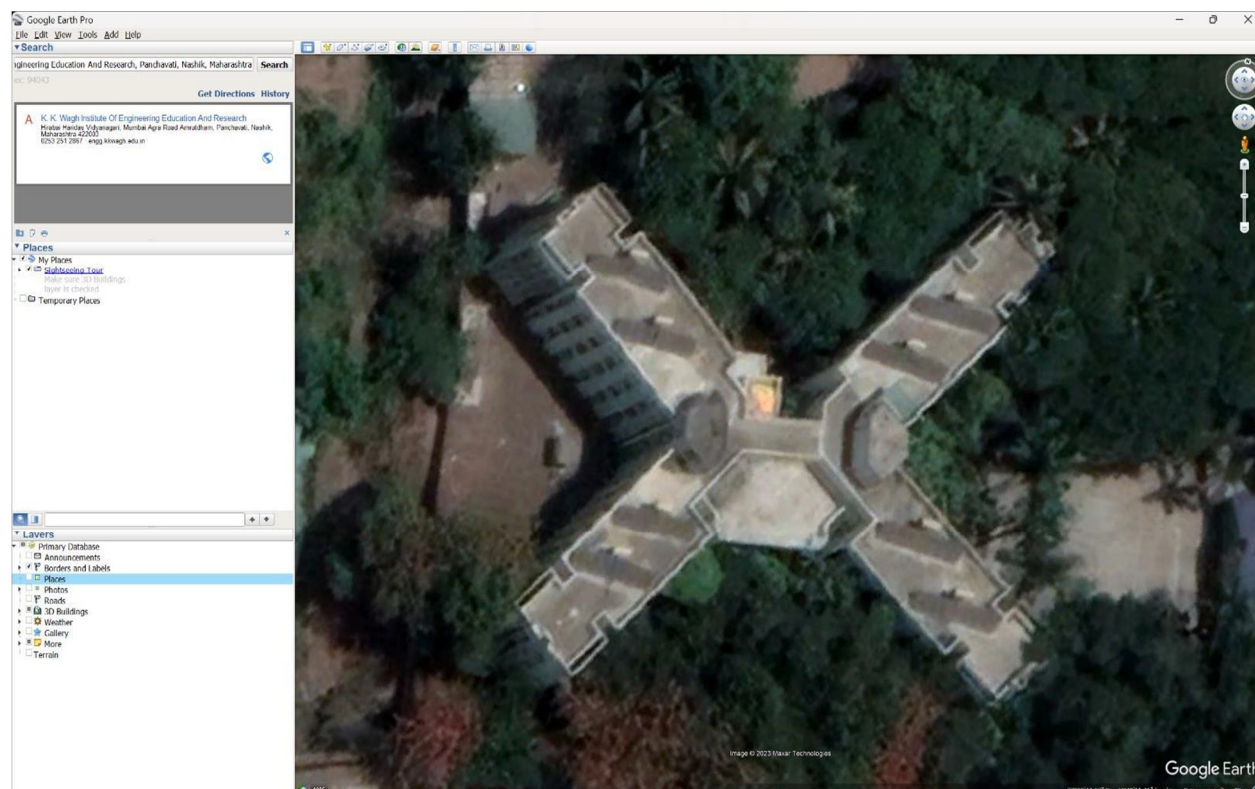 Google Earth Pro
File Edit View Tools Add Help
Search
ngineering Education And Research, Panchavati, Nashik, Maharashtra Search
ex: 94043
Get Directions History
A K. K. Wagh Institute Of Engineering Education And Research
Hirabai Haridas Vidyanagari, Mumbai Agra Road Amrutdham, Panchavati, Nashik,
Maharashtra 422003
0253 251 2867 engg.kkwagh.edu.in
Places
My Places
Sightseeing Tour
Make sure 3D Buildings
layer is checked
Temporary Places
Layers
Primary Database
Announcements
Borders and Labels
Places
Photos
Roads
3D Buildings
Weather
Gallery
More
Terrain
Image © 2023 Maxar Technologies
Google Earth